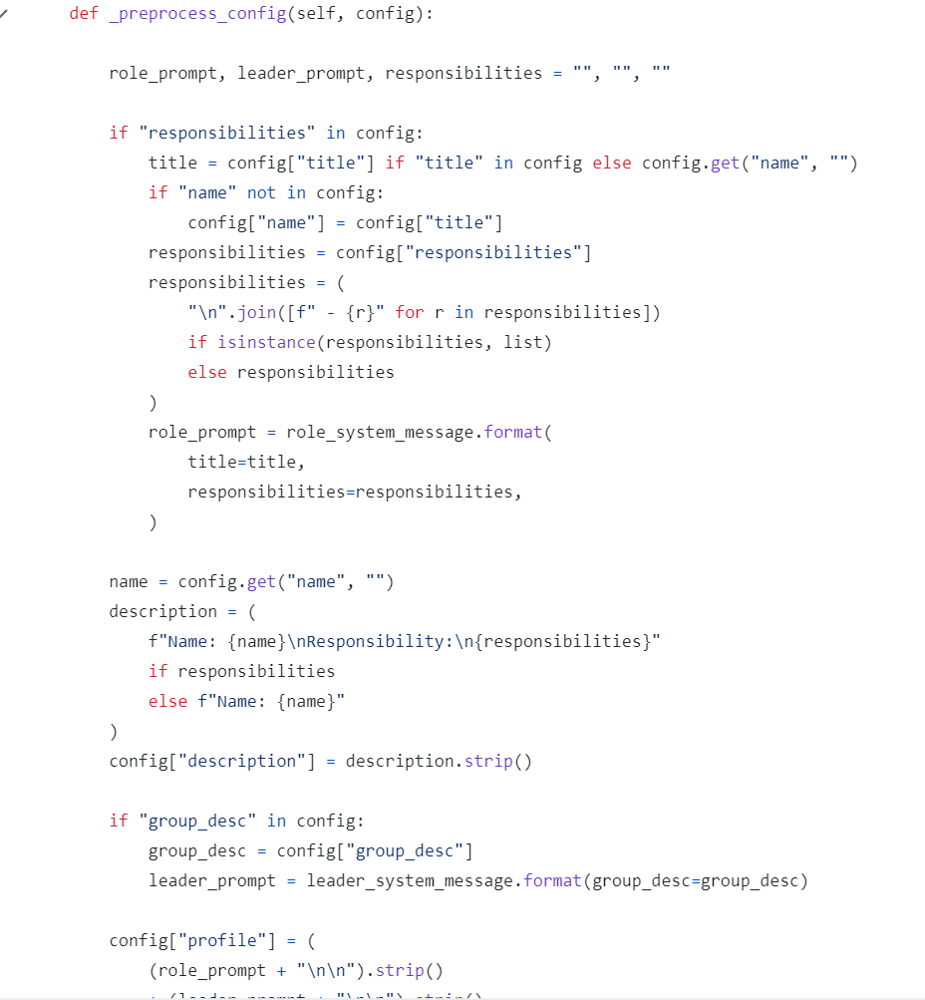 def _preprocess_config(self, config):
role_prompt, leader_prompt, responsibilities = "", "", ""
if "responsibilities" in config:
title = config["title"] if "title" in config else config.get("name", "")
if "name" not in config:
config["name"] = config["title"]
responsibilities = config["responsibilities"]
responsibilities = (
"\n".join([f" - {r}" for r in responsibilities])
if isinstance(responsibilities, list)
else responsibilities
)
role_prompt = role_system_message.format(
title=title,
responsibilities=responsibilities,
)
name = config.get("name", "")
description = (
f"Name: {name}\nResponsibility:\n{responsibilities}"
if responsibilities
else f"Name: {name}"
)
config["description"] = description.strip()
if "group_desc" in config:
group_desc = config["group_desc"]
leader_prompt = leader_system_message.format(group_desc=group_desc)
config["profile"] = (
(role_prompt + "\n\n").strip()
+ (leader_prompt + "\n\n").strip()